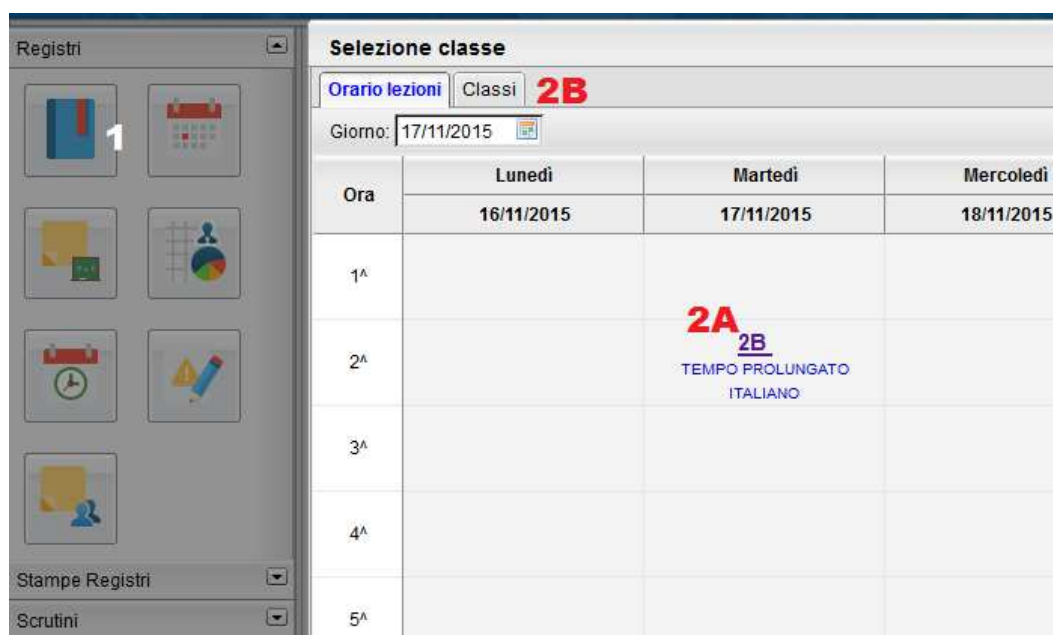 Registri
1
Stampe Registri
Scrutini
Selezione classe
Orario lezioni Classi 2B
Giorno: 17/11/2015
Ora Lunedì Martedì Mercoledì
16/11/2015 17/11/2015 18/11/2015
1^
2A
2^ 2B
TEMPO PROLUNGATO
ITALIANO
3^
4^
5^